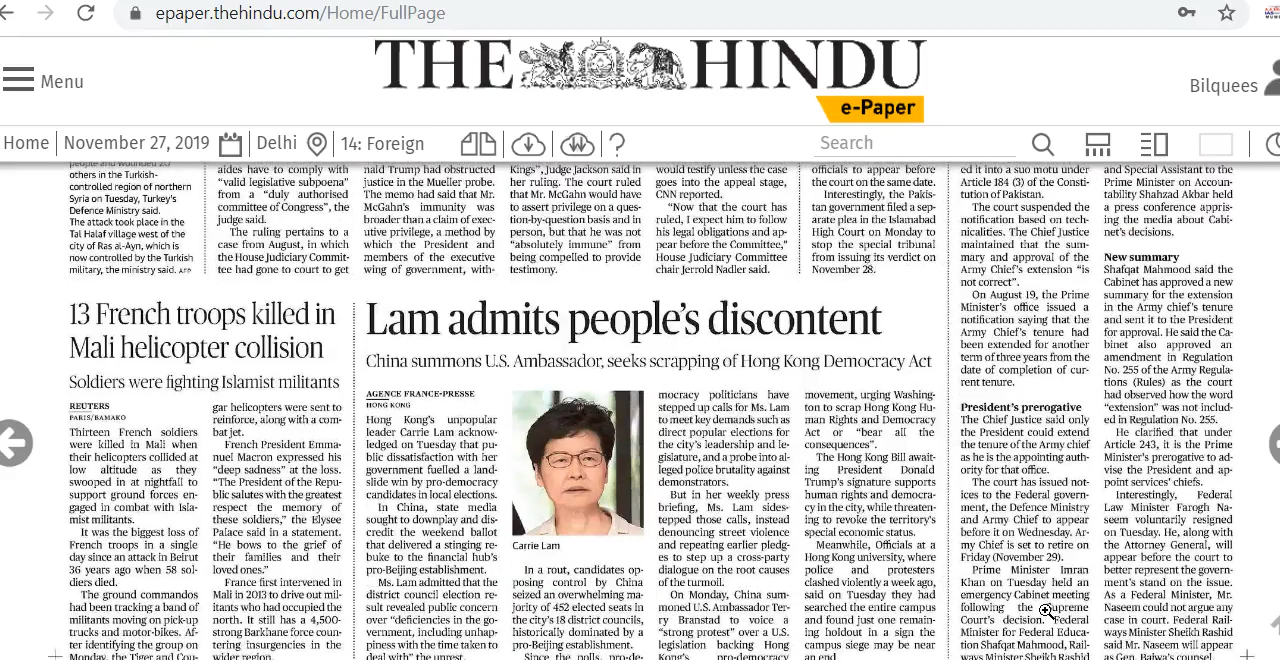 epaper.thehindu.com/Home/FullPage
Menu
THE HINDU
e-Paper
Bilquees
Home
November 27, 2019
Delhi
14: Foreign
?
Search
others in the Turkish-
controlled region of northern
Syria on Tuesday, Turkey's
Defence Ministry said.
The attack took place in the
Tal Halaf village west of the
city of Ras al-Ayn, which is
now controlled by the Turkish
military, the ministry said. AFP
aides have to comply with
"valid legislative subpoena"
from a "duly authorised
committee of Congress", the
judge said.
The ruling pertains to a
case from August, in which
the House Judiciary Commit-
tee had gone to court to get
nald Trump had obstructed
justice in the Mueller probe.
The memo had said that Mr.
McGahn's immunity was
broader than a claim of exec-
utive privilege, a method by
which the President and
members of the executive
wing of government, with-
Kings", Judge Jackson said in
her ruling. The court ruled
that Mr. McGahn would have
to assert privilege on a ques-
tion-by-question basis and in
person, but that he was not
"absolutely immune" from
being compelled to provide
testimony.
would testify unless the case
goes into the appeal stage,
CNN reported.
"Now that the court has
ruled, I expect him to follow
his legal obligations and ap-
pear before the Committee,"
House Judiciary Committee
chair Jerrold Nadler said.
officials to appear before
the court on the same date.
Interestingly, the Pakis-
tan government filed a sep-
arate plea in the Islamabad
High Court on Monday to
stop the special tribunal
from issuing its verdict on
November 28.
13 French troops killed in
Mali helicopter collision
Soldiers were fighting Islamist militants
REUTERS
PARIS/BAMAKO
Thirteen French soldiers
were killed in Mali when
their helicopters collided at
low altitude as they
swooped in at nightfall to
support ground forces en-
gaged in combat with Isla-
mist militants.
It was the biggest loss of
French troops in a single
day since an attack in Beirut
36 years ago when 58 sol-
diers died.
The ground commandos
had been tracking a band of
militants moving on pick-up
trucks and motor-bikes. Af-
ter identifying the group on
Monday, the Tiger and Cou-
gar helicopters were sent to
reinforce, along with a com-
bat jet.
French President Emma-
nuel Macron expressed his
"deep sadness" at the loss.
"The President of the Repu-
blic salutes with the greatest
respect the memory of
these soldiers," the Elysee
Palace said in a statement.
"He bows to the grief of
their families and their
loved ones."
France first intervened in
Mali in 2013 to drive out mil-
itants who had occupied the
north. It still has a 4,500-
strong Barkhane force coun-
tering insurgencies in the
wider region.
Lam admits people's discontent
China summons U.S. Ambassador, seeks scrapping of Hong Kong Democracy Act
AGENCE FRANCE-PRESSE
HONG KONG
Hong Kong's unpopular
leader Carrie Lam acknow-
ledged on Tuesday that pu-
blic dissatisfaction with her
government fuelled a land-
slide win by pro-democracy
candidates in local elections.
In China, state media
sought to downplay and dis-
credit the weekend ballot
that delivered a stinging re-
buke to the financial hub's
pro-Beijing establishment.
Ms. Lam admitted that the
district council election re-
sult revealed public concern
over "deficiencies in the go-
vernment, including unhap-
piness with the time taken to
deal with" the unrest.
Carrie Lam
In a rout, candidates op-
posing control by China
seized an overwhelming ma-
jority of 452 elected seats in
the city's 18 district councils,
historically dominated by a
pro-Beijing establishment.
Since the polls, pro-de-
mocracy politicians have
stepped up calls for Ms. Lam
to meet key demands such as
direct popular elections for
the city's leadership and le-
gislature, and a probe into al-
leged police brutality against
demonstrators.
But in her weekly press
briefing, Ms. Lam sides-
tepped those calls, instead
denouncing street violence
and repeating earlier pledg-
es to step up a cross-party
dialogue on the root causes
of the turmoil.
On Monday, China sum-
moned U.S. Ambassador Ter-
ry Branstad to voice a
"strong protest" over a U.S.
legislation backing Hong
Kong's pro-democracy
movement, urging Washing-
ton to scrap Hong Kong Hu-
man Rights and Democracy
Act or "bear all the
consequences".
The Hong Bill await-
ing President Donald
Trump's signature supports
human rights and democra-
cy in the city, while threaten-
ing to revoke the territory's
special economic status.
Meanwhile, Officials at a
Hong Kong university, where
police and protesters
clashed violently a week ago,
said on Tuesday they had
searched the entire campus
and found just one remain-
ing holdout in a sign the
campus siege may be near
an end.
ed it into a suo motu under
Article 184 (3) of the Consti-
tution of Pakistan.
The court suspended the
notification based on tech-
nicalities. The Chief Justice
maintained that the sum-
mary and approval of the
Army Chief's extension "is
not correct".
On August 19, the Prime
Minister's office issued a
notification saying that the
Army Chief's tenure had
been extended for another
term of three years from the
date of completion of cur-
rent tenure.
President's prerogative
The Chief Justice said only
the President could extend
the tenure of the Army chief
as he is the appointing auth-
ority for that office.
The court has issued not-
ices to the Federal govern-
ment, the Defence Ministry
and Army Chief to appear
before it on Wednesday. Ar-
my Chief is set to retire on
Friday (November 29).
Prime Minister Imran
Khan on Tuesday held an
emergency Cabinet meeting
following the Supreme
Court's decision. Federal
Minister for Federal Educa-
tion Shafqat Mahmood, Rail-
ways Minister Sheikh Rashid
and Special Assistant to the
Prime Minister on Accoun-
tability Shahzad Akbar held
a press conference appris-
ing the media about Cabi-
net's decisions.
New summary
Shafqat Mahmood said the
Cabinet has approved a new
summary for the extension
in the Army chief's tenure
and sent it to the President
for approval. He said the Ca-
binet also approved an
amendment in Regulation
No. 255 of the Army Regula-
tions (Rules) as the court
had observed how the word
"extension" was not includ-
ed in Regulation No. 255.
He clarified that under
Article 243, it is the Prime
Minister's prerogative to ad-
vise the President and ap-
point services' chiefs.
Interestingly, Federal
Law Minister Farogh Na-
seem voluntarily resigned
on Tuesday. He, along with
the Attorney General, will
appear before the court to
better represent the govern-
ment's stand on the issue.
As a Federal Minister, Mr.
Naseem could not argue any
case in court. Federal Rail-
ways Minister Sheikh Rashid
said Mr. Naseem will appear
as Gen. Bajwa's counsel.